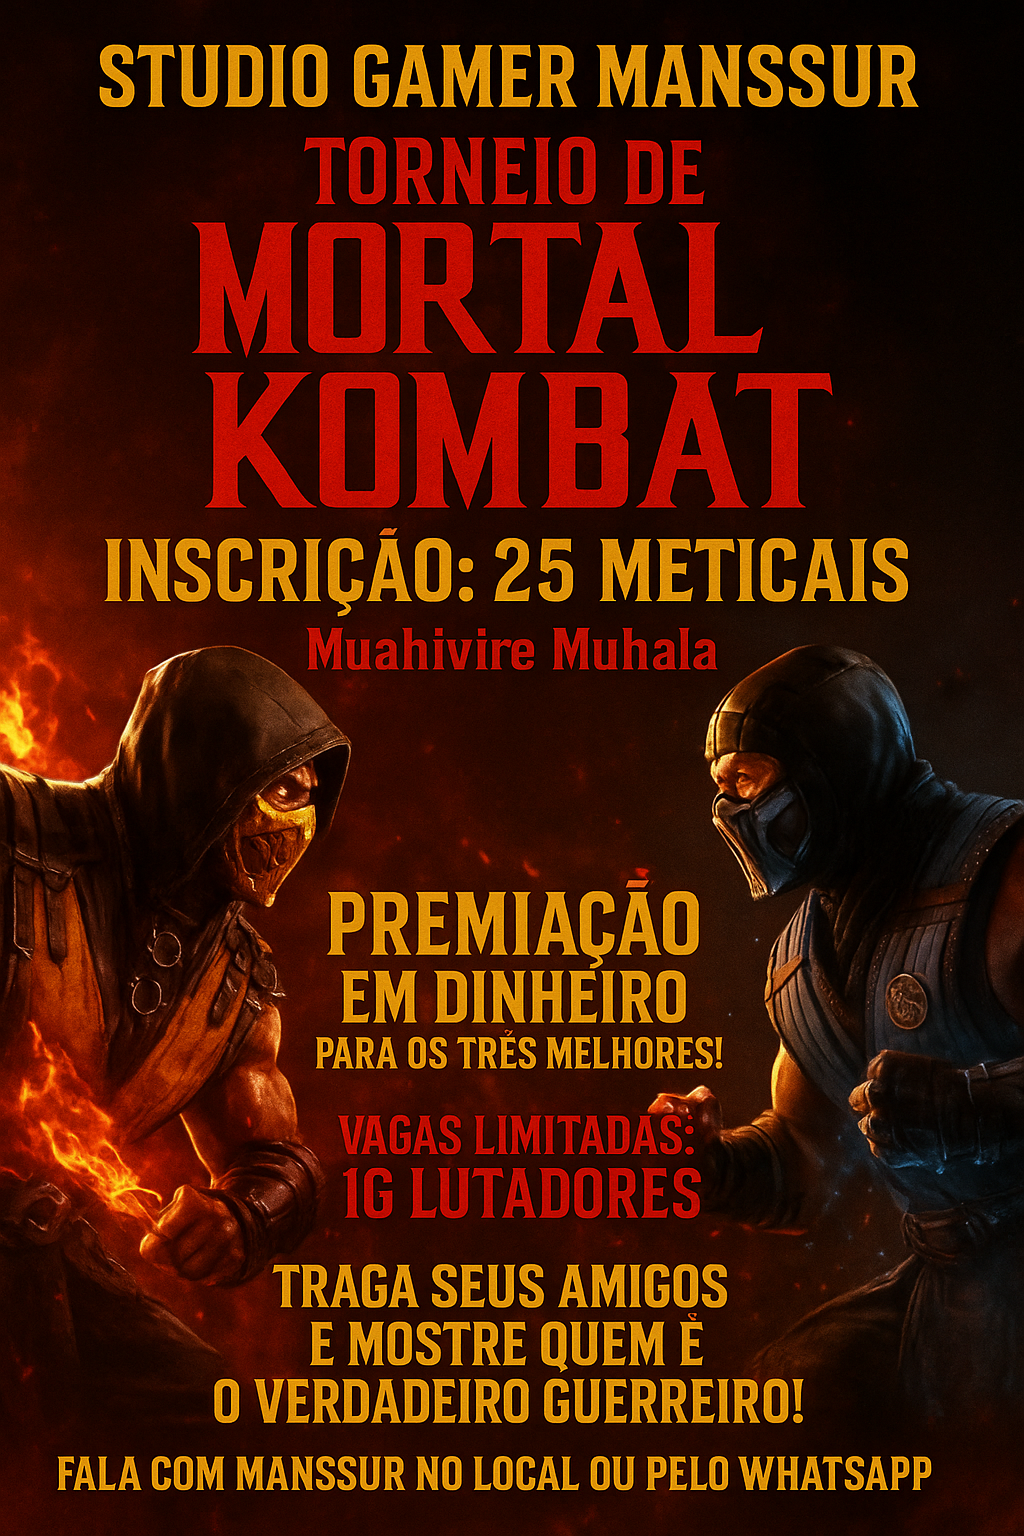 STUDIO GAMER MANSSUR
TORNEIO DE
MORTAL
KOMBAT
INSCRIÇÃO: 25 METICAIS
Muahivire Muhala
PREMIAÇÃO
EM DINHEIRO
PARA OS TRÊS MELHORES!
VAGAS LIMITADAS:
1G LUTADORES
TRAGA SEUS AMIGOS
E MOSTRE QUEM È
O VERDADEIRO GUERREIRO!
FALA COM MANSSUR NO LOCAL OU PELO WHATSAPP